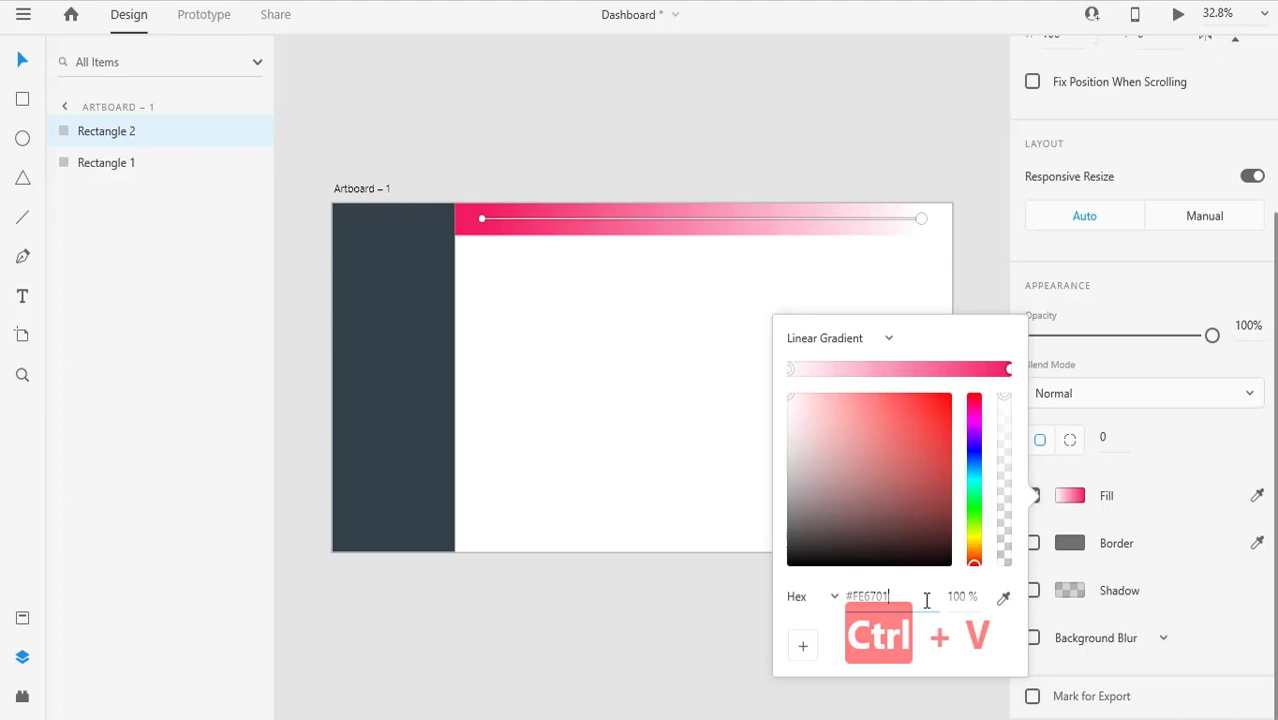 Design
Prototype
Share
Dashboard *
32.8%
All Items
ARTBOARD – 1
Rectangle 2
Rectangle 1
Artboard – 1
Fix Position When Scrolling
LAYOUT
Responsive Resize
Auto
Manual
APPEARANCE
Opacity
100%
Blend Mode
Normal
0
Fill
Border
Shadow
Background Blur
Mark for Export
Linear Gradient
Hex
#FE6701
100 %
+
Ctrl + V